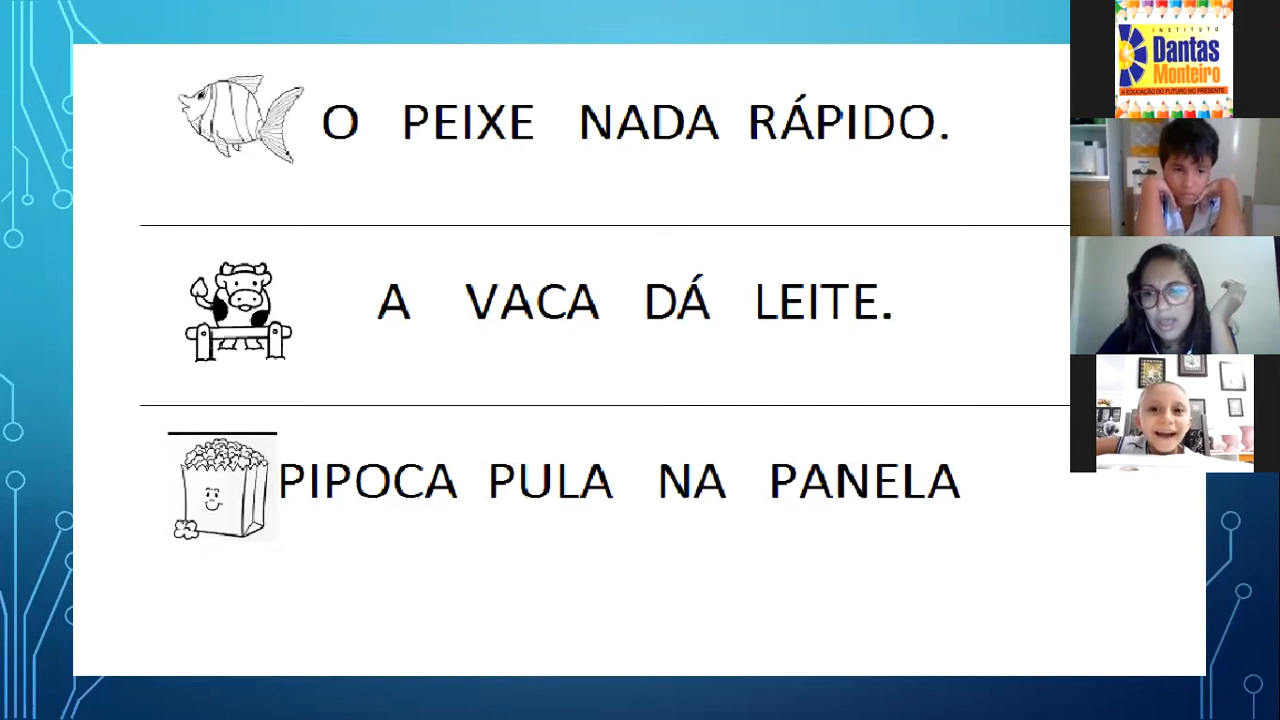 O PEIXE NADA RÁPIDO.
A VACA DÁ LEITE.
PIPOCA PULA NA PANELA
INSTITUTO
Dantas
Monteiro
A EDUCAÇÃO DO FUTURO NO PRESENTE